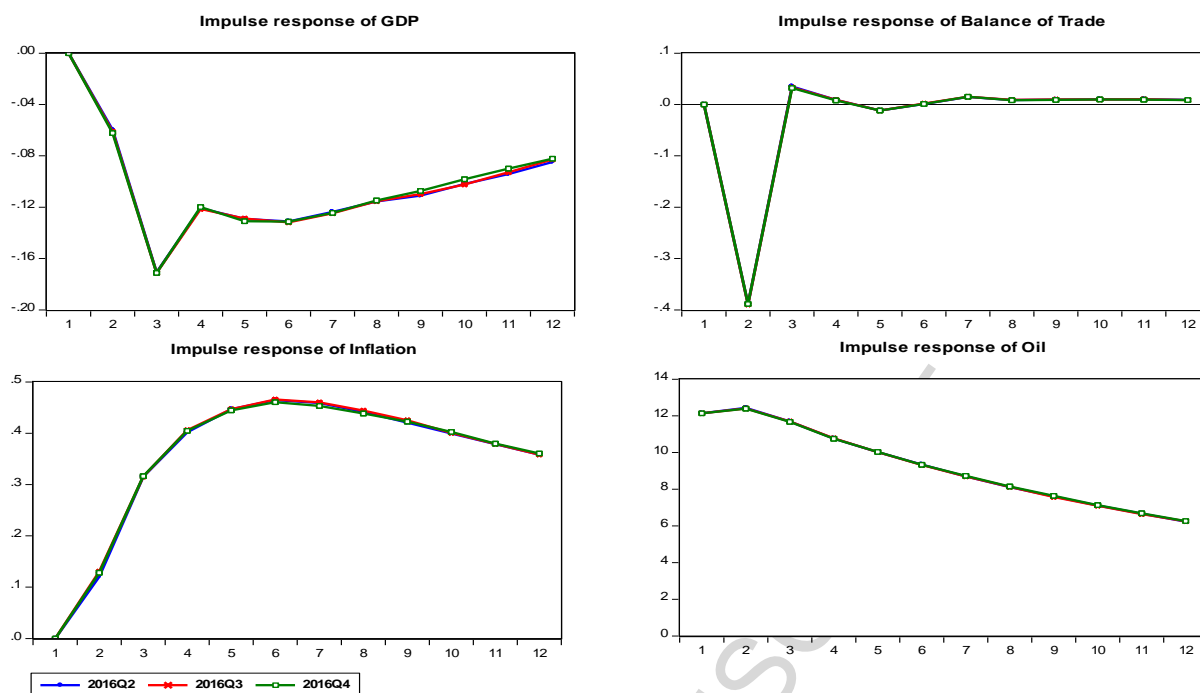 Impulse response of GDP
.00
-.04
-.08
-.12
-.16
-.20
1 2 3 4 5 6 7 8 9 10 11 12
Impulse response of Balance of Trade
.1
.0
-.1
-.2
-.3
-.4
1 2 3 4 5 6 7 8 9 10 11 12
Impulse response of Inflation
.5
.4
.3
.2
.1
.0
1 2 3 4 5 6 7 8 9 10 11 12
Impulse response of Oil
14
12
10
8
6
4
2
0
1 2 3 4 5 6 7 8 9 10 11 12
2016Q2 2016Q3 2016Q4